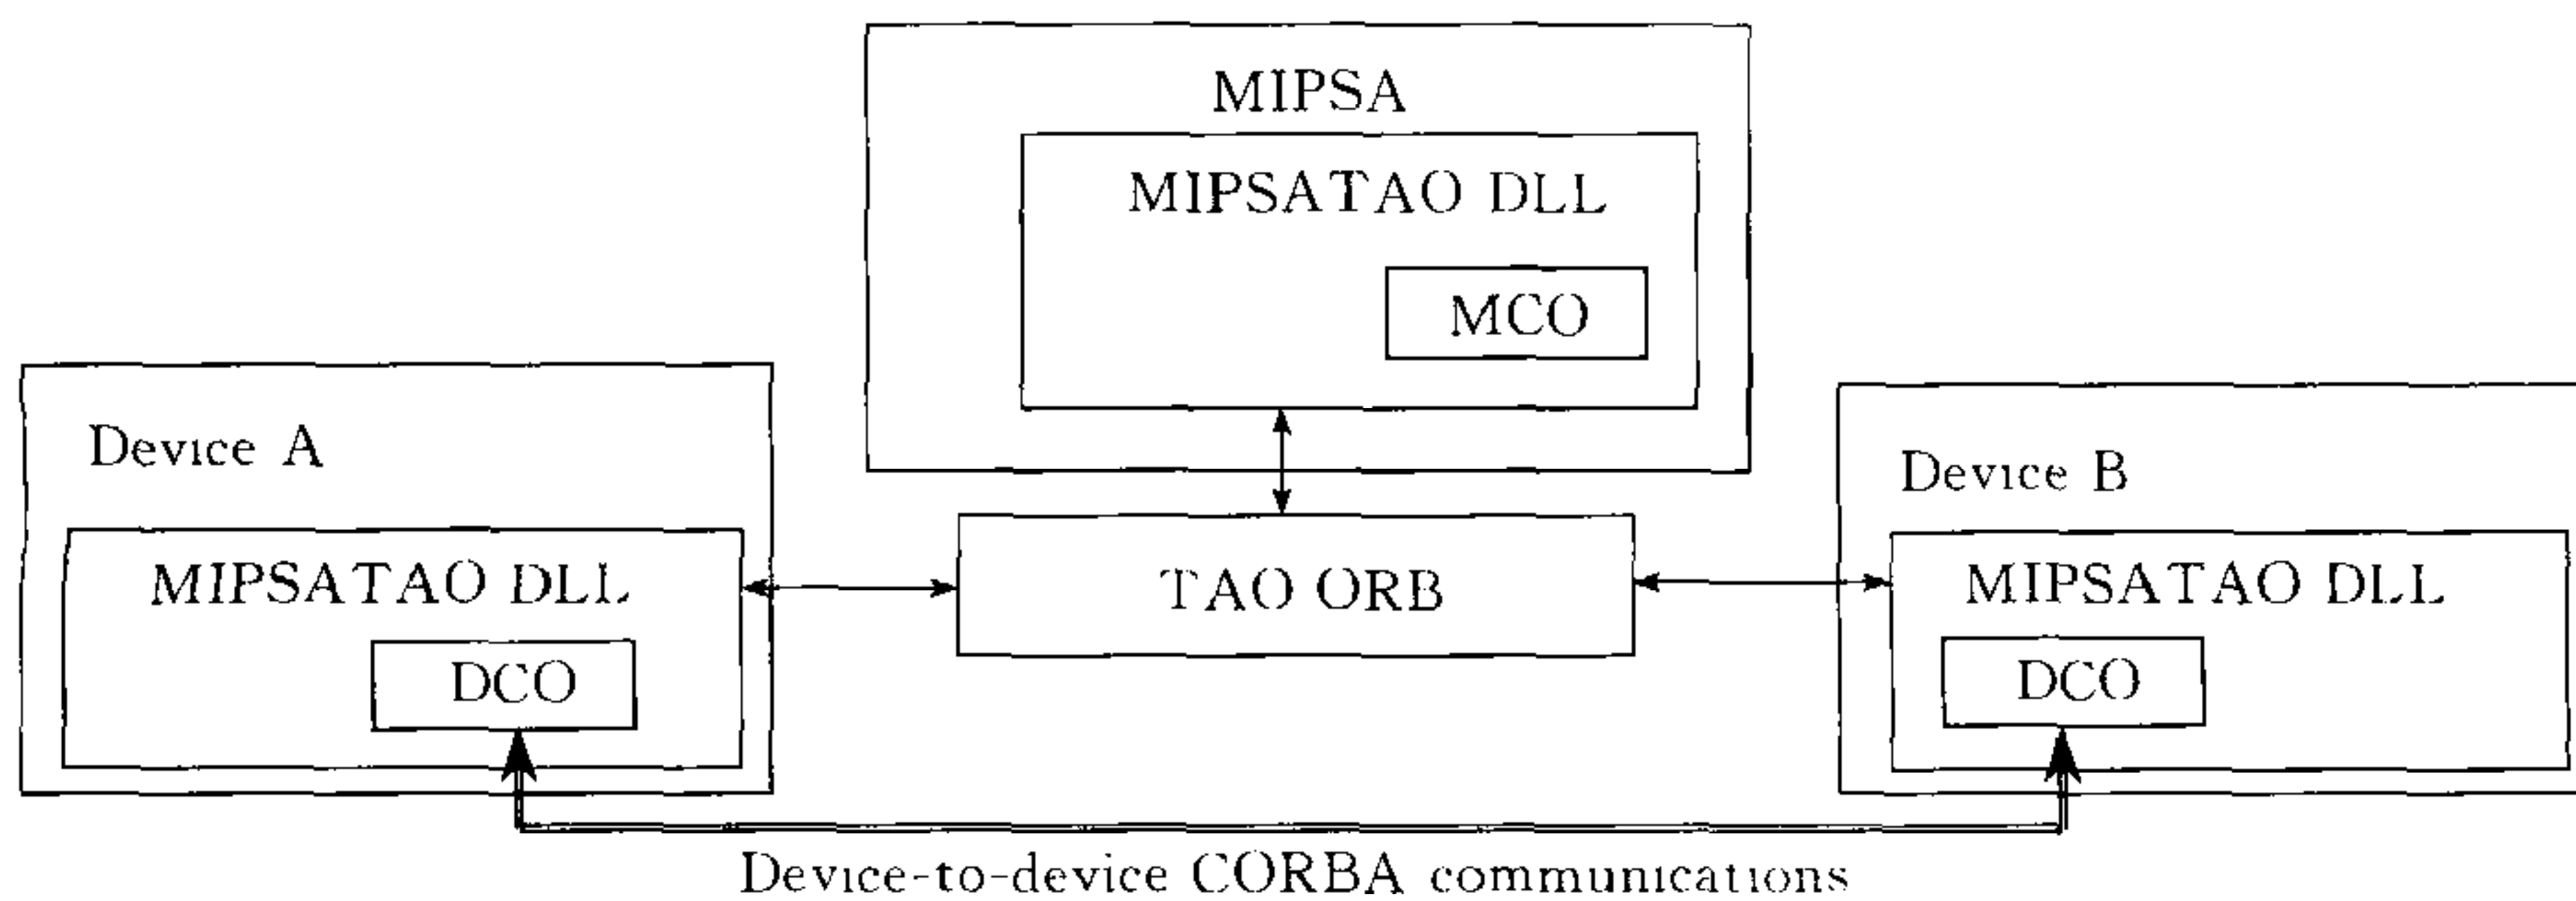 MIPSA
MIPSATAO DLL
MCO
Device A
MIPSATAO DLL
DCO
TAO ORB
Device B
MIPSATAO DLL
DCO
Device-to-device CORBA communications